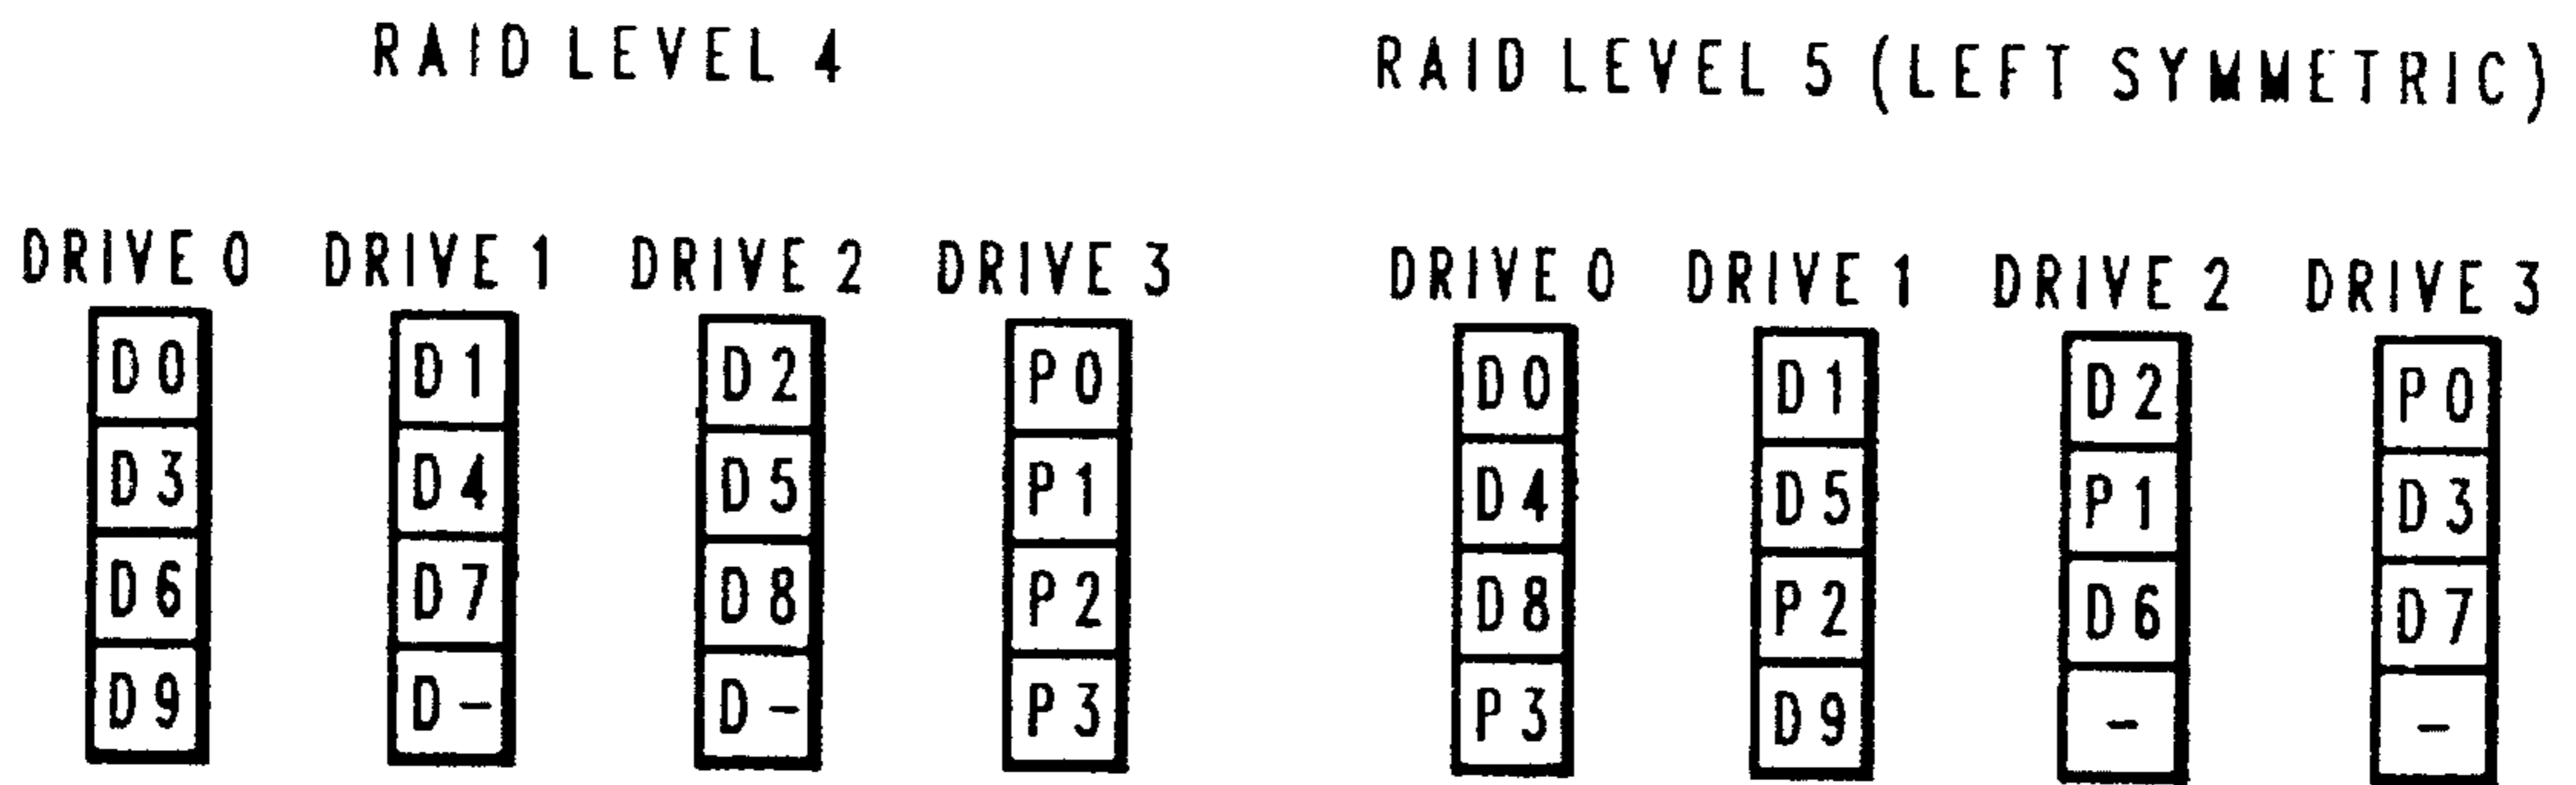 RAID LEVEL 4 RAID LEVEL 5 (LEFT SYMMETRIC)
DRIVE 0 DRIVE 1 DRIVE 2 DRIVE 3 DRIVE 0 DRIVE 1 DRIVE 2 DRIVE 3
D0 D1 D2 P0 D0 D1 D2 P0
D3 D4 D5 P1 D4 D5 P1 D3
D6 D7 D8 P2 D8 P2 D6 D7
D9 D- D- P3 P3 D9 - -